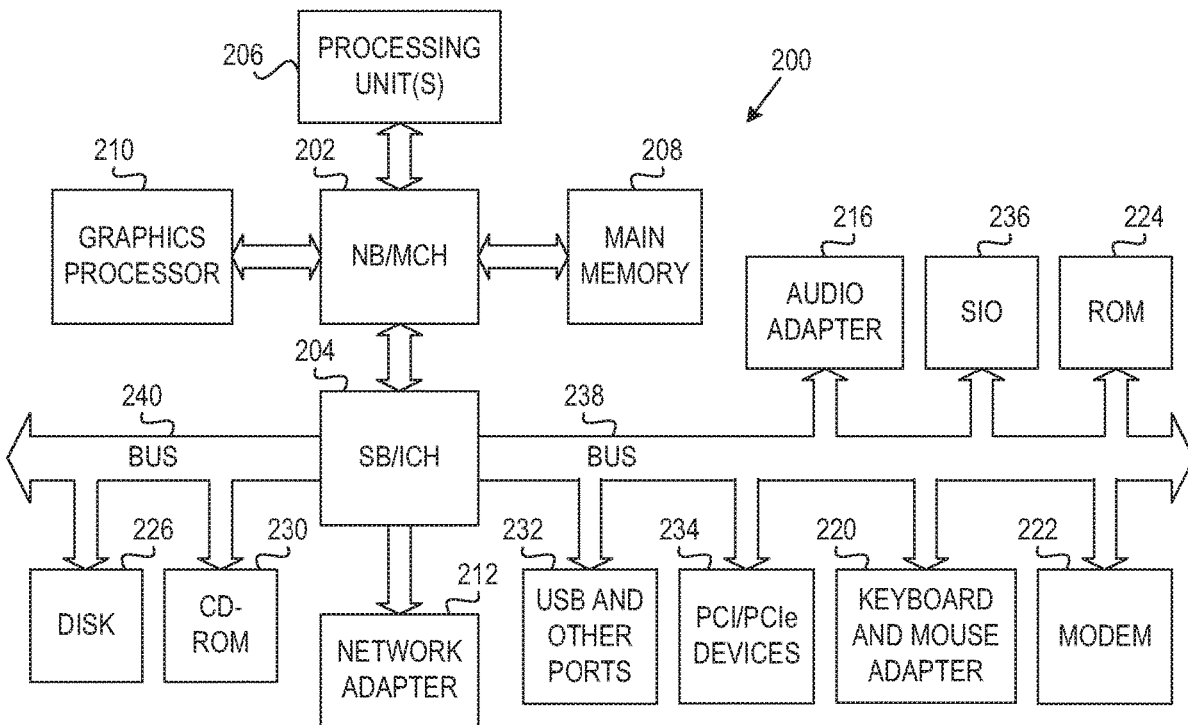 206
PROCESSING
UNIT(S)
200
210
202
208
GRAPHICS
PROCESSOR
NB/MCH
MAIN
MEMORY
216
236
224
AUDIO
ADAPTER
SIO
ROM
204
240
238
BUS
SB/ICH
BUS
226
230
212
232
234
220
222
DISK
CD-
ROM
NETWORK
ADAPTER
USB AND
OTHER
PORTS
PCI/PCIe
DEVICES
KEYBOARD
AND MOUSE
ADAPTER
MODEM